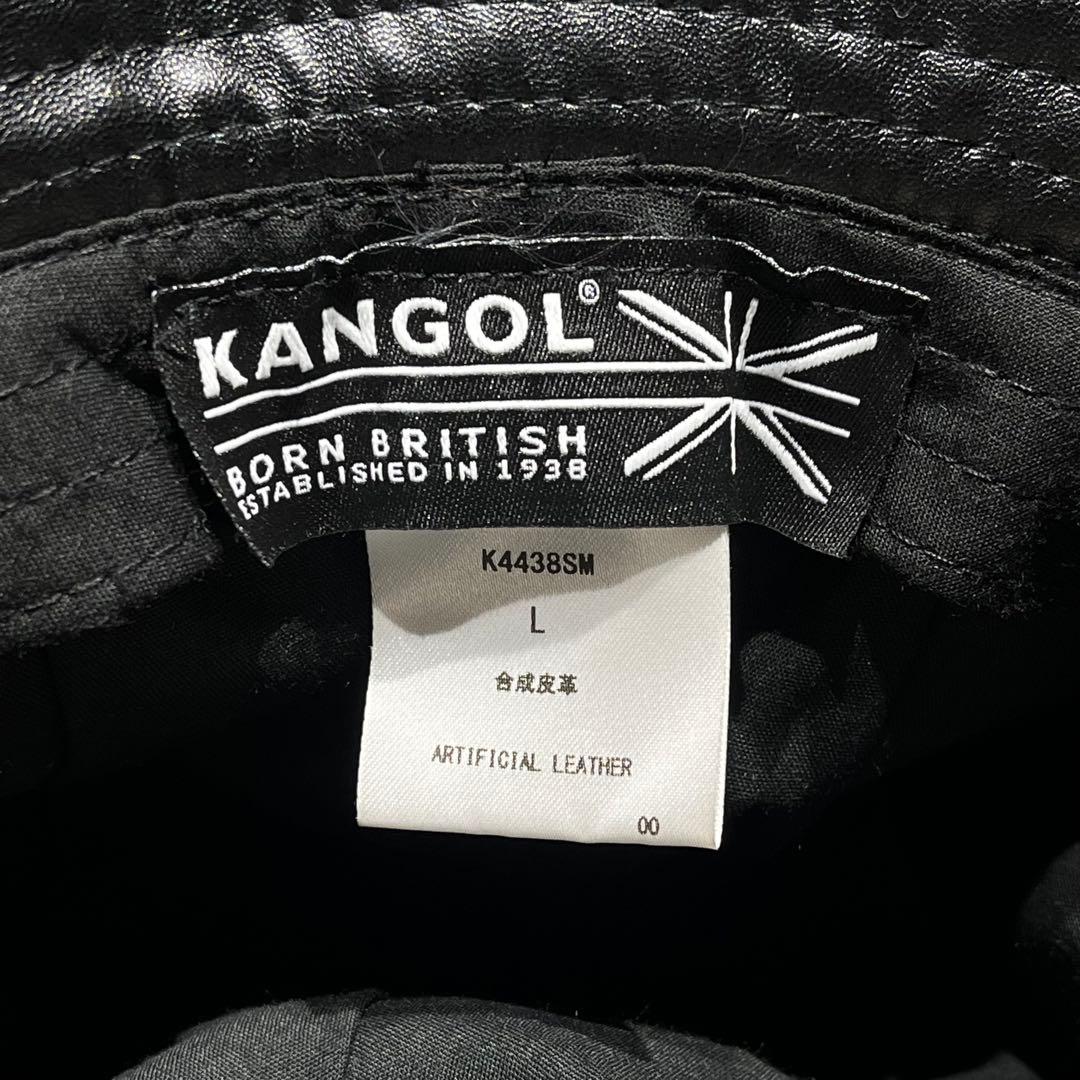 KANGOL®
BORN BRITISH
ESTABLISHED IN 1938
K4438SM
L
合成皮革
ARTIFICIAL LEATHER
00